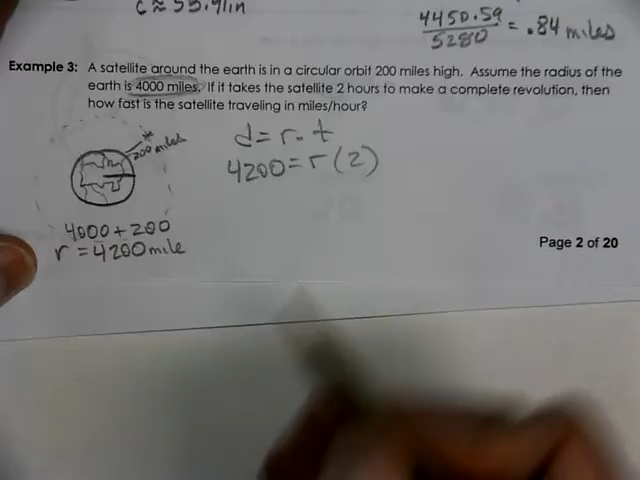 C ≈ 53.41in
4450.59
5280
= .84 miles
Example 3: A satellite around the earth is in a circular orbit 200 miles high. Assume the radius of the
earth is 4000 miles. If it takes the satellite 2 hours to make a complete revolution, then
how fast is the satellite traveling in miles/hour?
200 miles
d = r · t
4200 = r (2)
4000 + 200
r = 4200 mile
Page 2 of 20